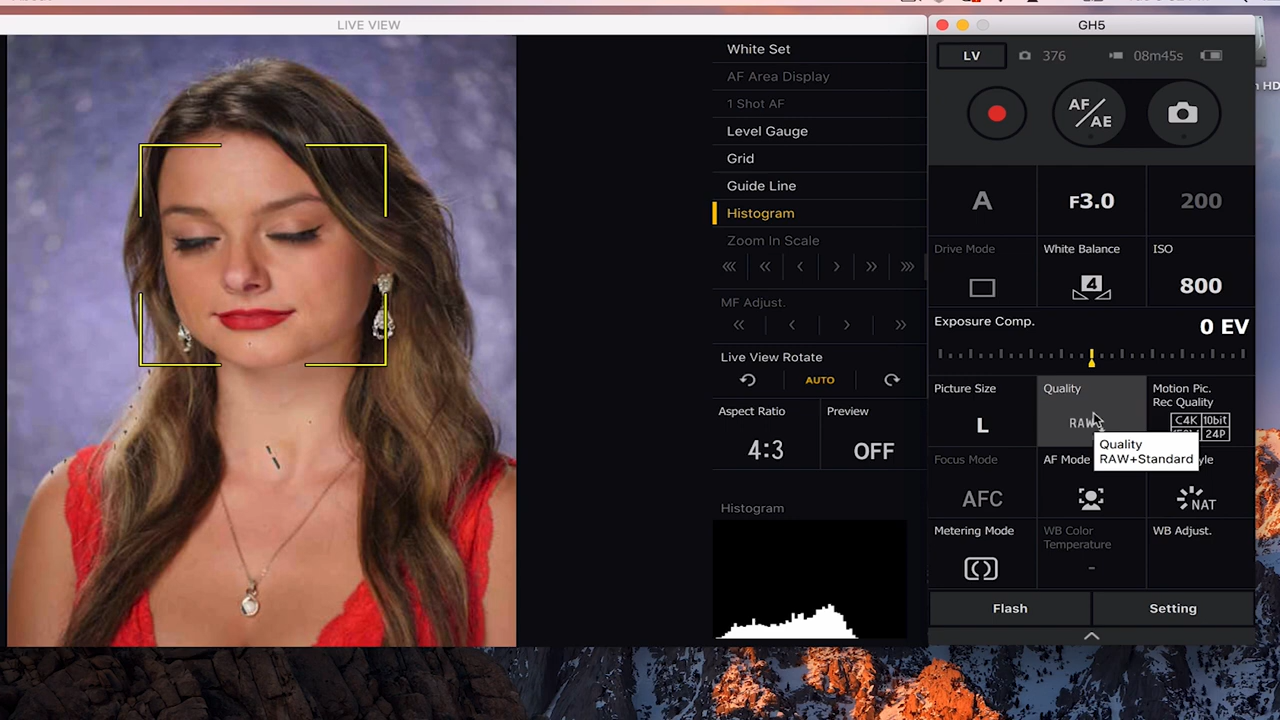 LIVE VIEW
White Set
AF Area Display
1 Shot AF
Level Gauge
Grid
Guide Line
Histogram
Zoom In Scale
MF Adjust.
Live View Rotate
AUTO
Aspect Ratio
Preview
4:3
OFF
Histogram
GH5
LV
376
08m45s
AF/AE
A
F3.0
200
Drive Mode
White Balance
ISO
4
800
Exposure Comp.
0 EV
Picture Size
Quality
Motion Pic.
Rec Quality
L
RAW
C4K 10bit
24P
Quality
RAW+Standard
Focus Mode
AF Mode
AFC
NAT
Metering Mode
WB Color
Temperature
WB Adjust.
-
Flash
Setting